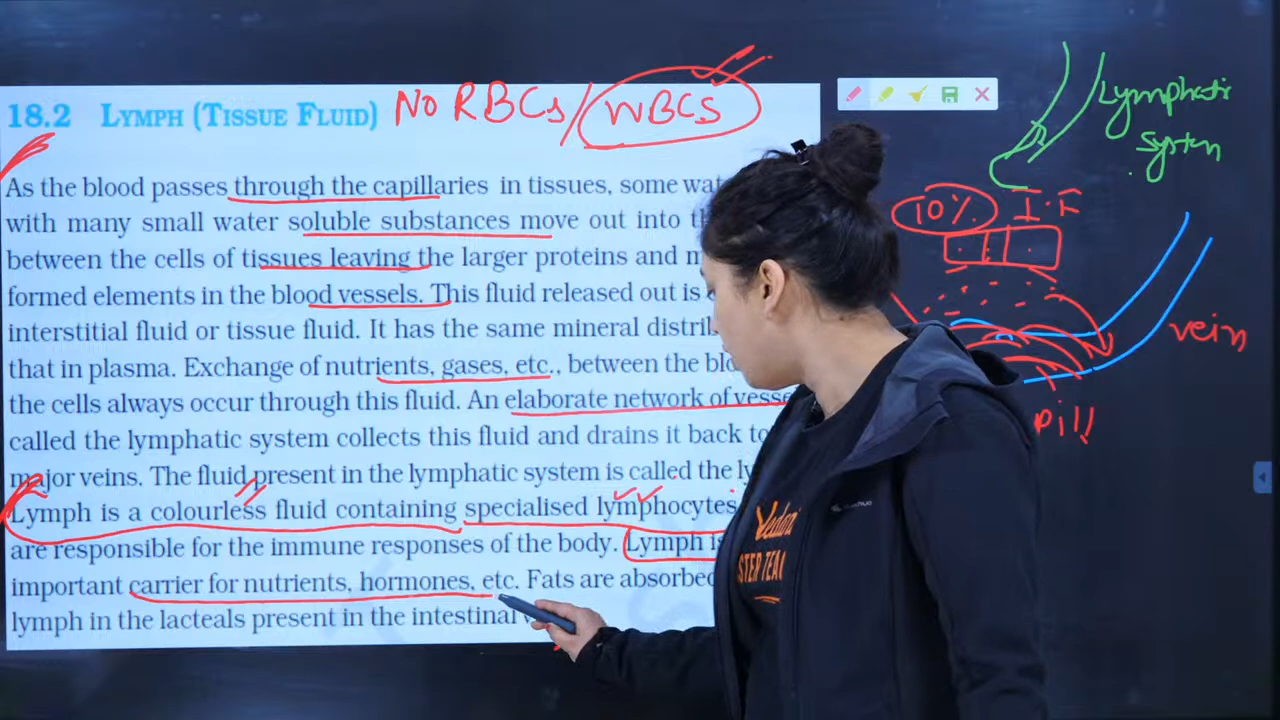 18.2 LYMPH (TISSUE FLUID) NO RBCs/WBCs
As the blood passes through the capillaries in tissues, some
with many small water soluble substances move out into
between the cells of tissues leaving the larger proteins and
formed elements in the blood vessels. This fluid released out is
interstitial fluid or tissue fluid. It has the same mineral
that in plasma. Exchange of nutrients, gases, etc., between the
the cells always occur through this fluid. An elaborate network of
called the lymphatic system collects this fluid and drains it back to
major veins. The fluid present in the lymphatic system is called the
Lymph is a colourless fluid containing specialised lymphocytes
are responsible for the immune responses of the body. Lymph is
important carrier for nutrients, hormones, etc. Fats are absorbed
lymph in the lacteals present in the intestinal
Lymphatic
System
10% I.F
vein
pill
Vedantu